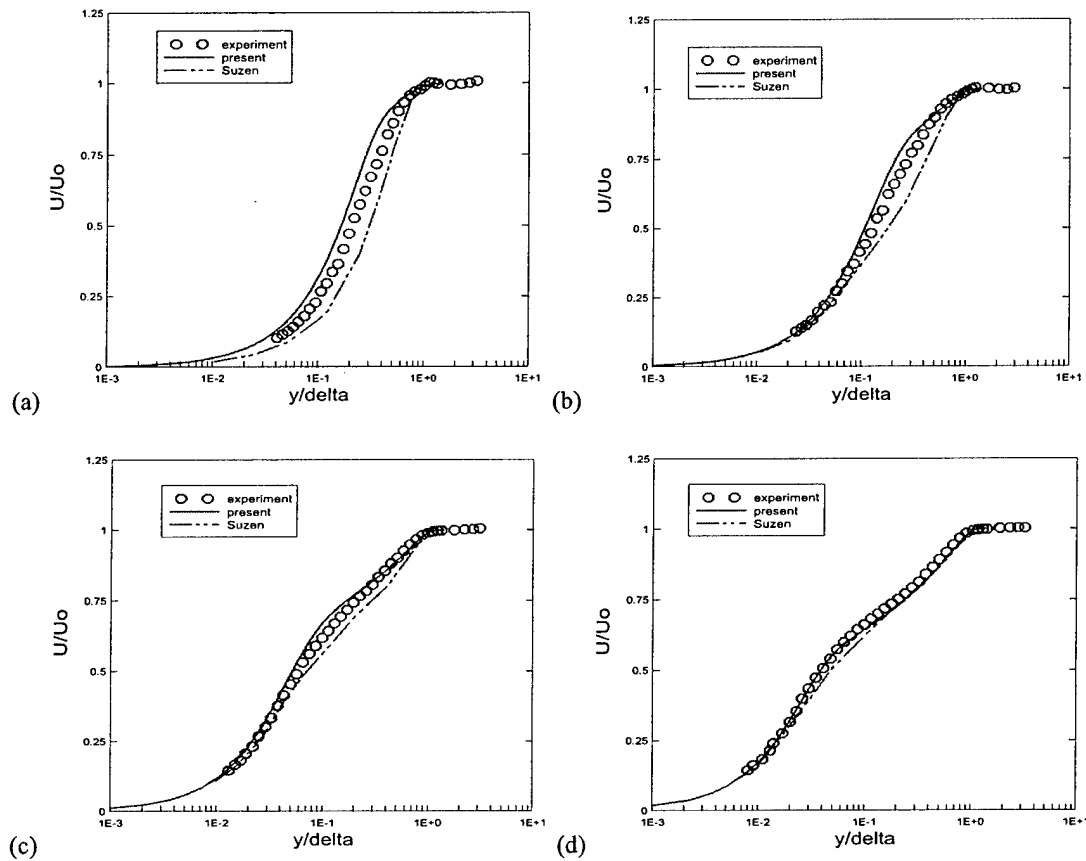 1.25
experiment
present
Suzen
1
0.75
U/Uo
0.5
0.25
0
1E-3 1E-2 1E-1 1E+0 1E+1
y/delta
(a)
1.25
experiment
present
Suzen
1
0.75
U/Uo
0.5
0.25
0
1E-3 1E-2 1E-1 1E+0 1E+1
y/delta
(b)
1.25
experiment
present
Suzen
1
0.75
U/Uo
0.5
0.25
0
1E-3 1E-2 1E-1 1E+0 1E+1
y/delta
(c)
1.25
experiment
present
Suzen
1
0.75
U/Uo
0.5
0.25
0
1E-3 1E-2 1E-1 1E+0 1E+1
y/delta
(d)